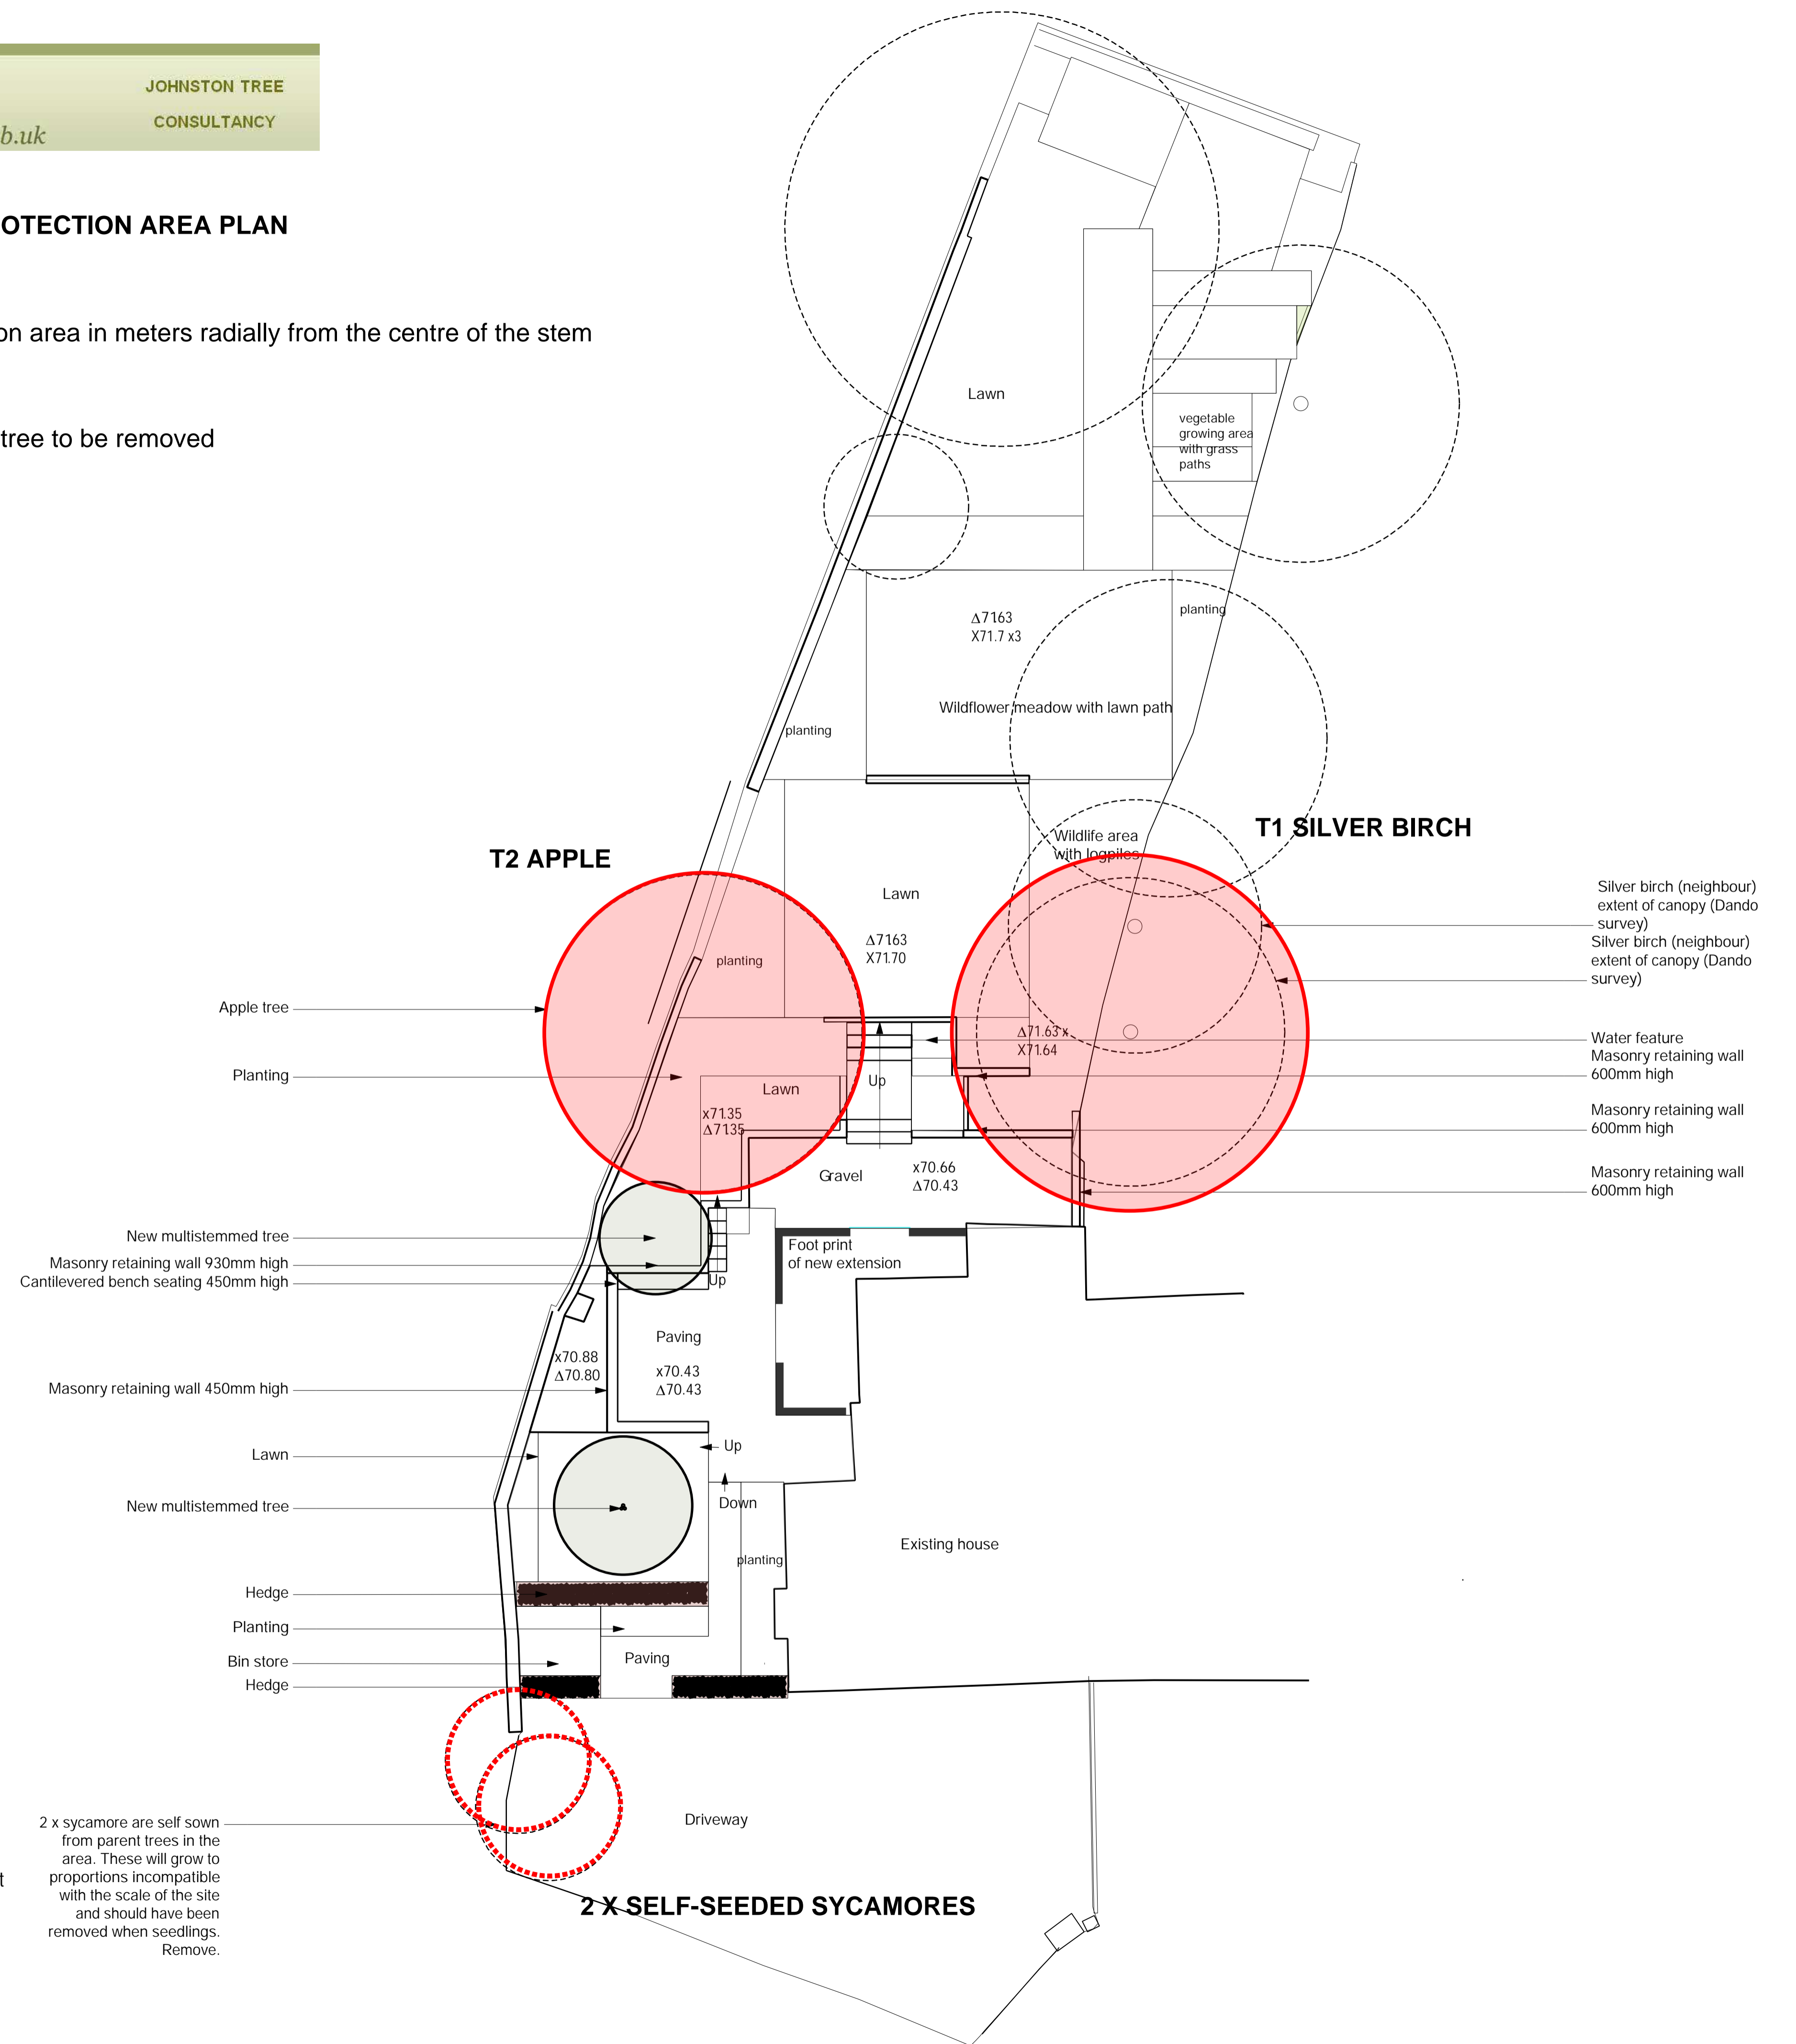 JOHNSTON TREE
CONSULTANCY
b.uk
OTECTION AREA PLAN
on area in meters radially from the centre of the stem
tree to be removed
Lawn
vegetable
growing area
with grass
paths
Δ7163
X71.7 x3
planting
Wildflower meadow with lawn path
planting
T1 SILVER BIRCH
Wildlife area
with logpiles
T2 APPLE
Lawn
Δ7163
X71.70
planting
Silver birch (neighbour)
extent of canopy (Dando
survey)
Silver birch (neighbour)
extent of canopy (Dando
survey)
Apple tree
Δ71.63 x
X71.64
Water feature
Masonry retaining wall
600mm high
Planting
Up
Lawn
x7135
Δ7135
Masonry retaining wall
600mm high
Gravel
x70.66
Δ70.43
Masonry retaining wall
600mm high
New multistemmed tree
Foot print
of new extension
Masonry retaining wall 930mm high
Cantilevered bench seating 450mm high
Up
Paving
x70.88
Δ70.80
x70.43
Δ70.43
Masonry retaining wall 450mm high
Up
Lawn
New multistemmed tree
Down
Existing house
planting
Hedge
Planting
Paving
Bin store
Hedge
Driveway
2 x sycamore are self sown
from parent trees in the
area. These will grow to
proportions incompatible
with the scale of the site
and should have been
removed when seedlings.
Remove.
t
2 X SELF-SEEDED SYCAMORES